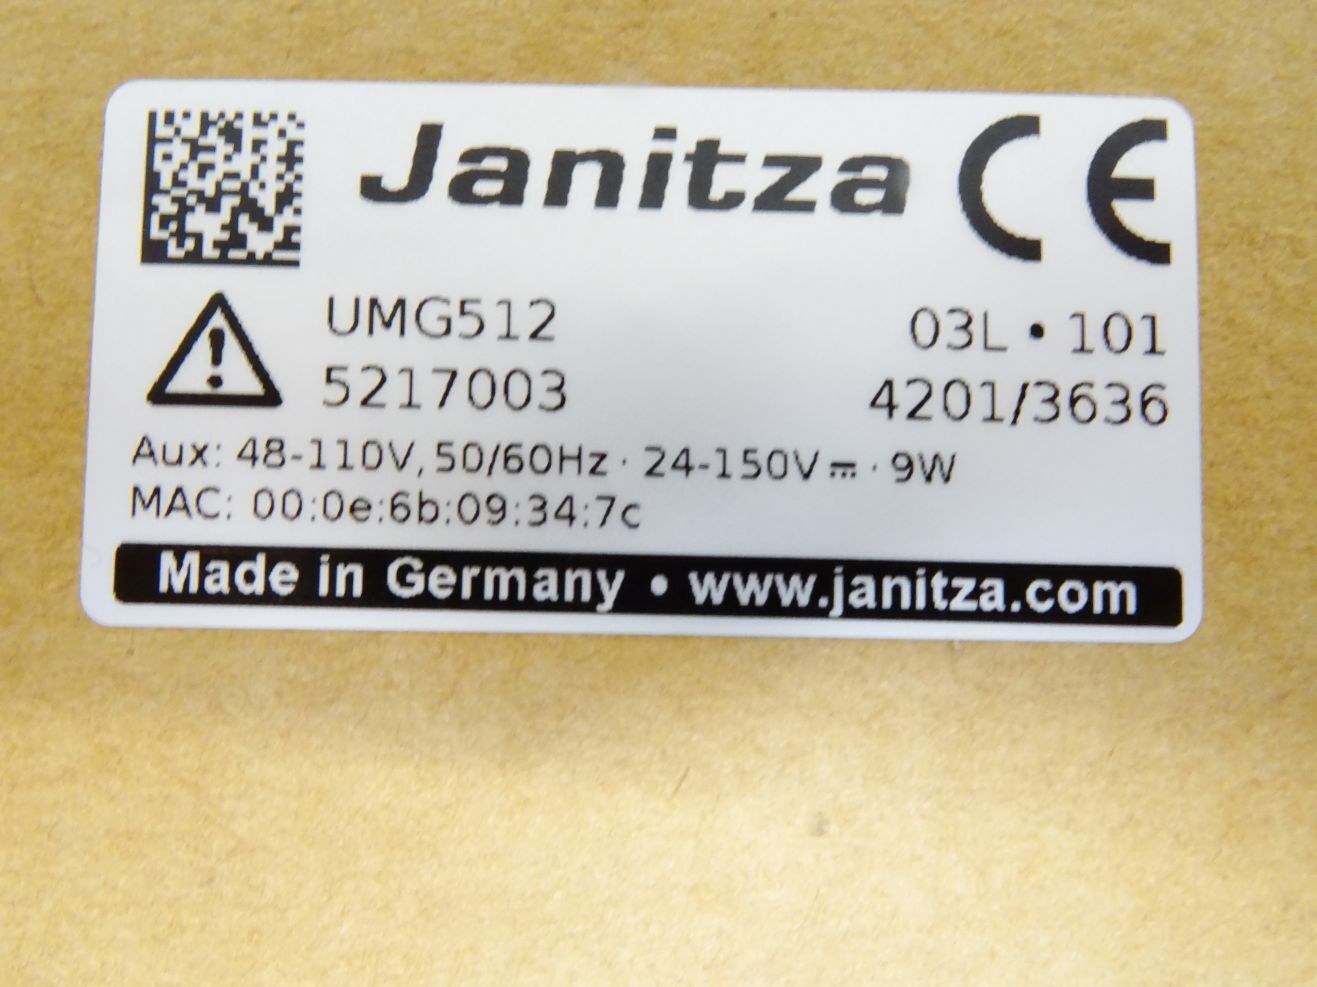 Janitza CE
UMG512 03L • 101
5217003 4201/3636
Aux: 48-110V, 50/60Hz · 24-150V⎓ · 9W
MAC: 00:0e:6b:09:34:7c
Made in Germany • www.janitza.com